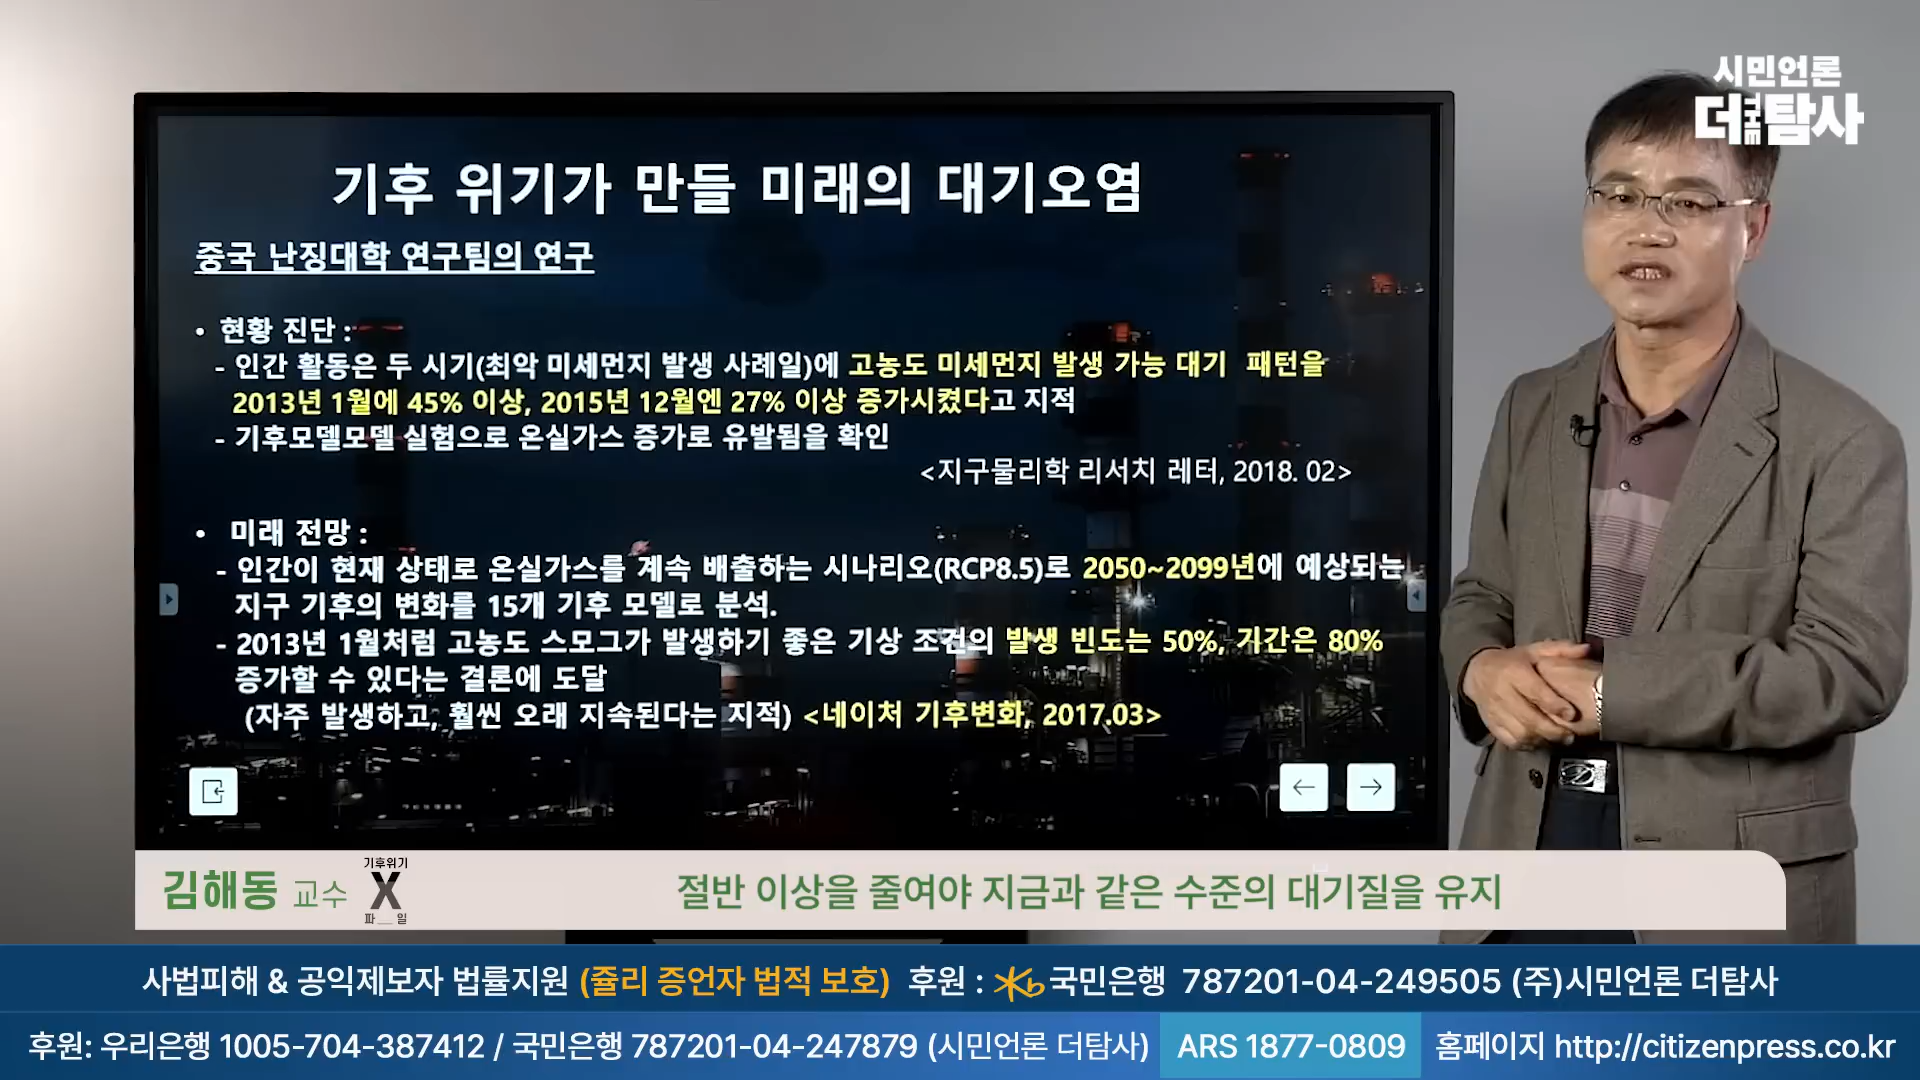 시민언론
더탐사
기후 위기가 만들 미래의 대기오염
중국 난징대학 연구팀의 연구
• 현황 진단 :
- 인간 활동은 두 시기(최악 미세먼지 발생 사례일)에 고농도 미세먼지 발생 가능 대기 패턴을
2013년 1월에 45% 이상, 2015년 12월엔 27% 이상 증가시켰다고 지적
- 기후모델모델 실험으로 온실가스 증가로 유발됨을 확인
<지구물리학 리서치 레터, 2018. 02>
• 미래 전망 :
- 인간이 현재 상태로 온실가스를 계속 배출하는 시나리오(RCP8.5)로 2050~2099년에 예상되는
지구 기후의 변화를 15개 기후 모델로 분석.
- 2013년 1월처럼 고농도 스모그가 발생하기 좋은 기상 조건의 발생 빈도는 50%, 기간은 80%
증가할 수 있다는 결론에 도달
(자주 발생하고, 훨씬 오래 지속된다는 지적) <네이처 기후변화, 2017.03>
김해동 교수 기후위기 X 파__일
절반 이상을 줄여야 지금과 같은 수준의 대기질을 유지
사법피해 & 공익제보자 법률지원 (쥴리 증언자 법적 보호) 후원 : Kb 국민은행 787201-04-249505 (주)시민언론 더탐사
후원: 우리은행 1005-704-387412 / 국민은행 787201-04-247879 (시민언론 더탐사) ARS 1877-0809 홈페이지 http://citizenpress.co.kr